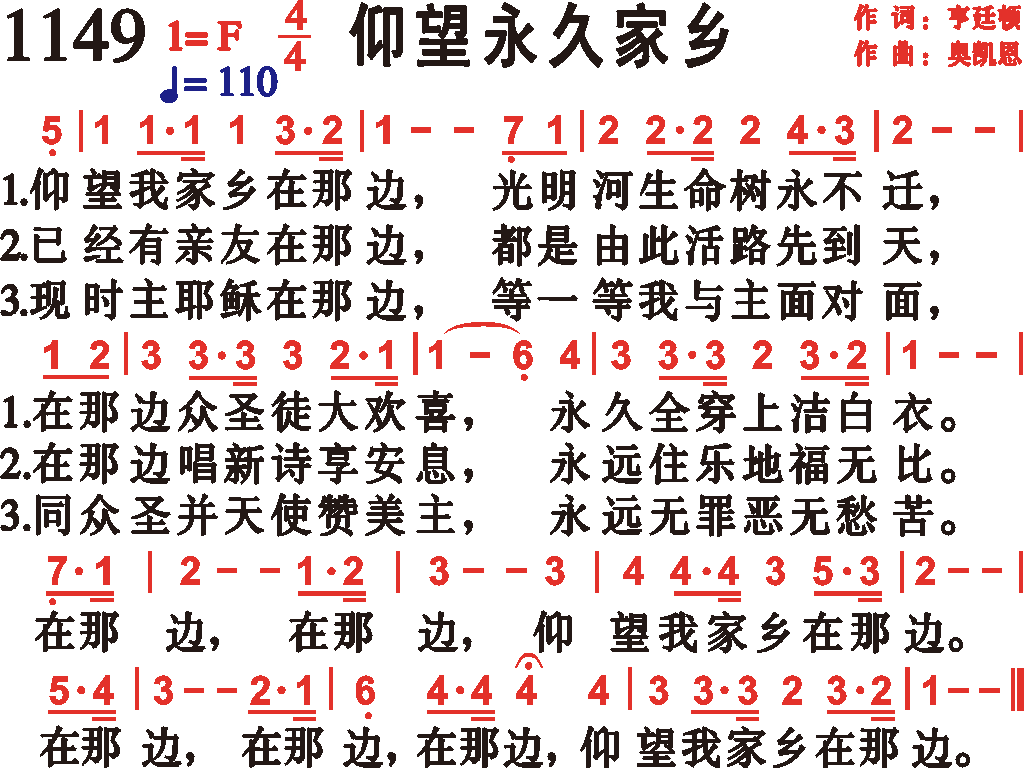 1149 1=F 4/4 仰望永久家乡 作 词：亨廷顿
♩=110 作 曲：奥凯恩
5̣ | 1 1·1 1 3·2 | 1 - - 7̣ 1 | 2 2·2 2 4·3 | 2 - - |
1.仰望我家乡在那边， 光明河生命树永不迁，
2.已经有亲友在那边， 都是由此活路先到天，
3.现时主耶稣在那边， 等一等我与主面对面，
1 2 | 3 3·3 3 2·1 | 1 - 6̣ 4 | 3 3·3 2 3·2 | 1 - - |
1.在那边众圣徒大欢喜， 永久全穿上洁白衣。
2.在那边唱新诗享安息， 永远住乐地福无比。
3.同众圣并天使赞美主， 永远无罪恶无愁苦。
7̣·1 | 2 - - 1·2 | 3 - - 3 | 4 4·4 3 5·3 | 2 - - |
在那边， 在那边， 仰望我家乡在那边。
5·4 | 3 - - 2·1 | 6̣ 4·4 4 4 | 3 3·3 2 3·2 | 1 - - ‖
在那边， 在那边，在那边，仰望我家乡在那边。